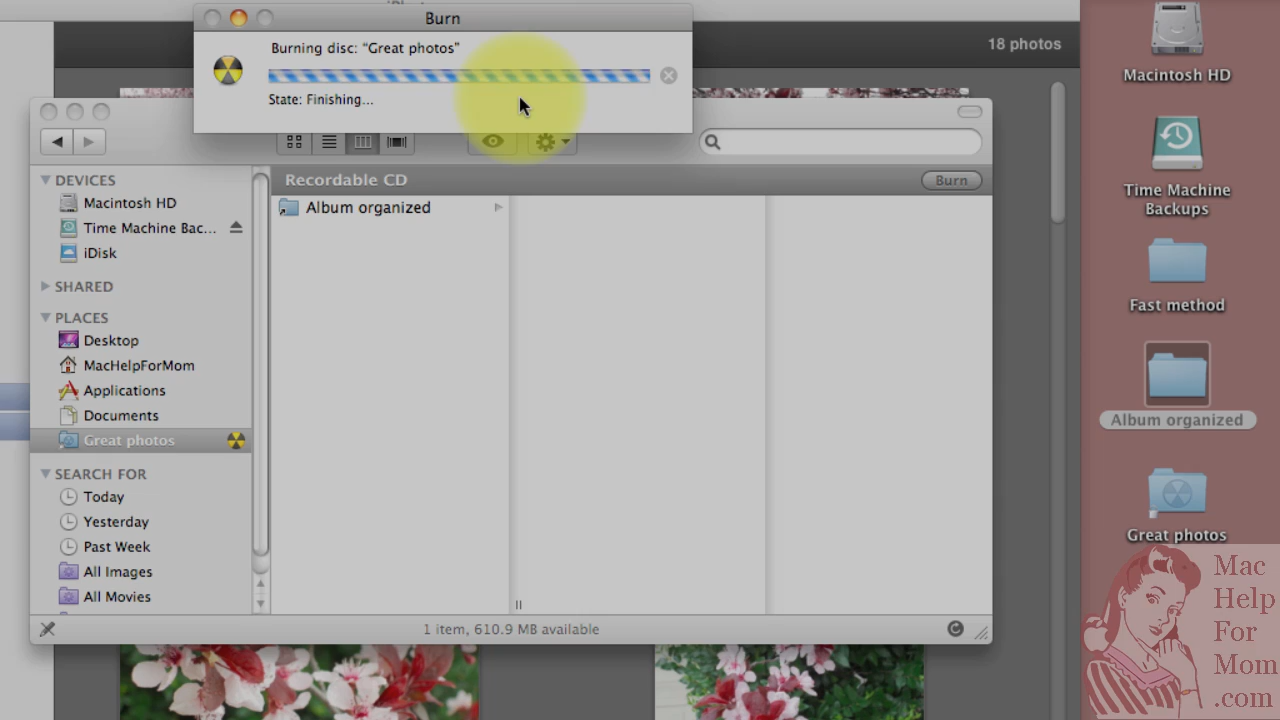 Burn
Burning disc: “Great photos”
State: Finishing...
18 photos
Recordable CD
Burn
Album organized
DEVICES
Macintosh HD
Time Machine Bac...
iDisk
SHARED
PLACES
Desktop
MacHelpForMom
Applications
Documents
Great photos
SEARCH FOR
Today
Yesterday
Past Week
All Images
All Movies
1 item, 610.9 MB available
Macintosh HD
Time Machine
Backups
Fast method
Album organized
Great photos
Mac
Help
For
Mom
.com